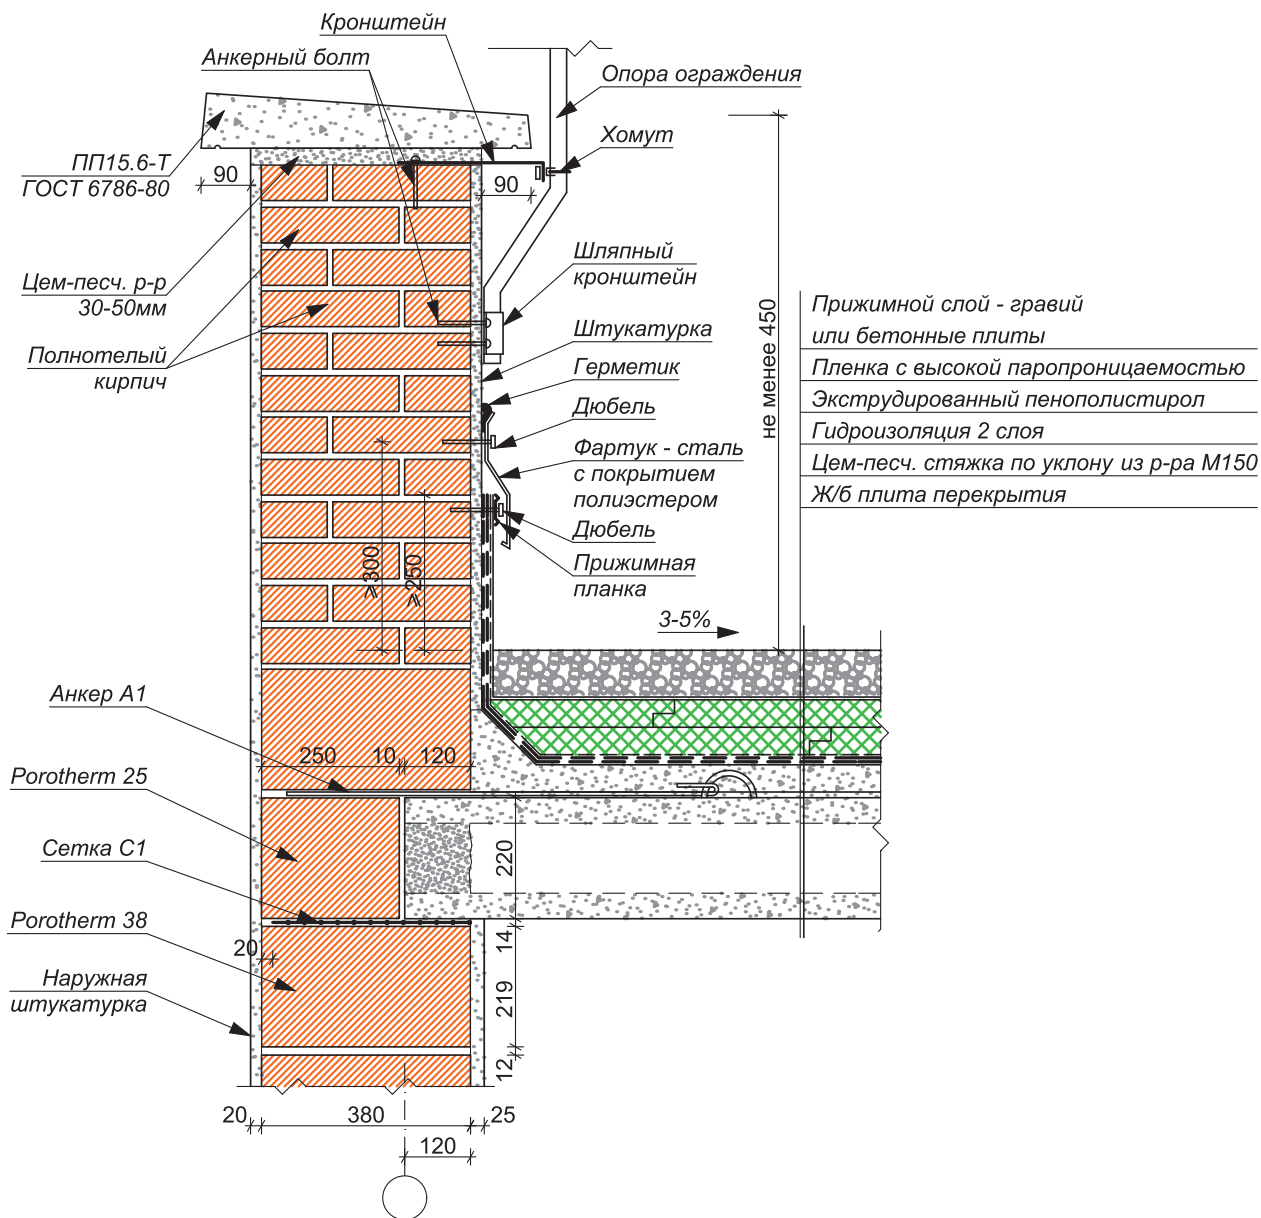 Кронштейн
Анкерный болт
Опора ограждения
Хомут
ПП15.6-Т
ГОСТ 6786-80
90
90
Шляпный
кронштейн
Цем-песч. р-р
30-50мм
Штукатурка
Полнотелый
кирпич
Герметик
Дюбель
Фартук - сталь
с покрытием
полиэстером
Дюбель
Прижимная
планка
не менее 450
Прижимной слой - гравий
или бетонные плиты
Пленка с высокой паропроницаемостью
Экструдированный пенополистирол
Гидроизоляция 2 слоя
Цем-песч. стяжка по уклону из р-ра М150
Ж/б плита перекрытия
⩾300
⩾250
3-5%
Анкер А1
250
10
120
Porotherm 25
Сетка С1
220
Porotherm 38
14
20
Наружная
штукатурка
219
12
20
380
25
120